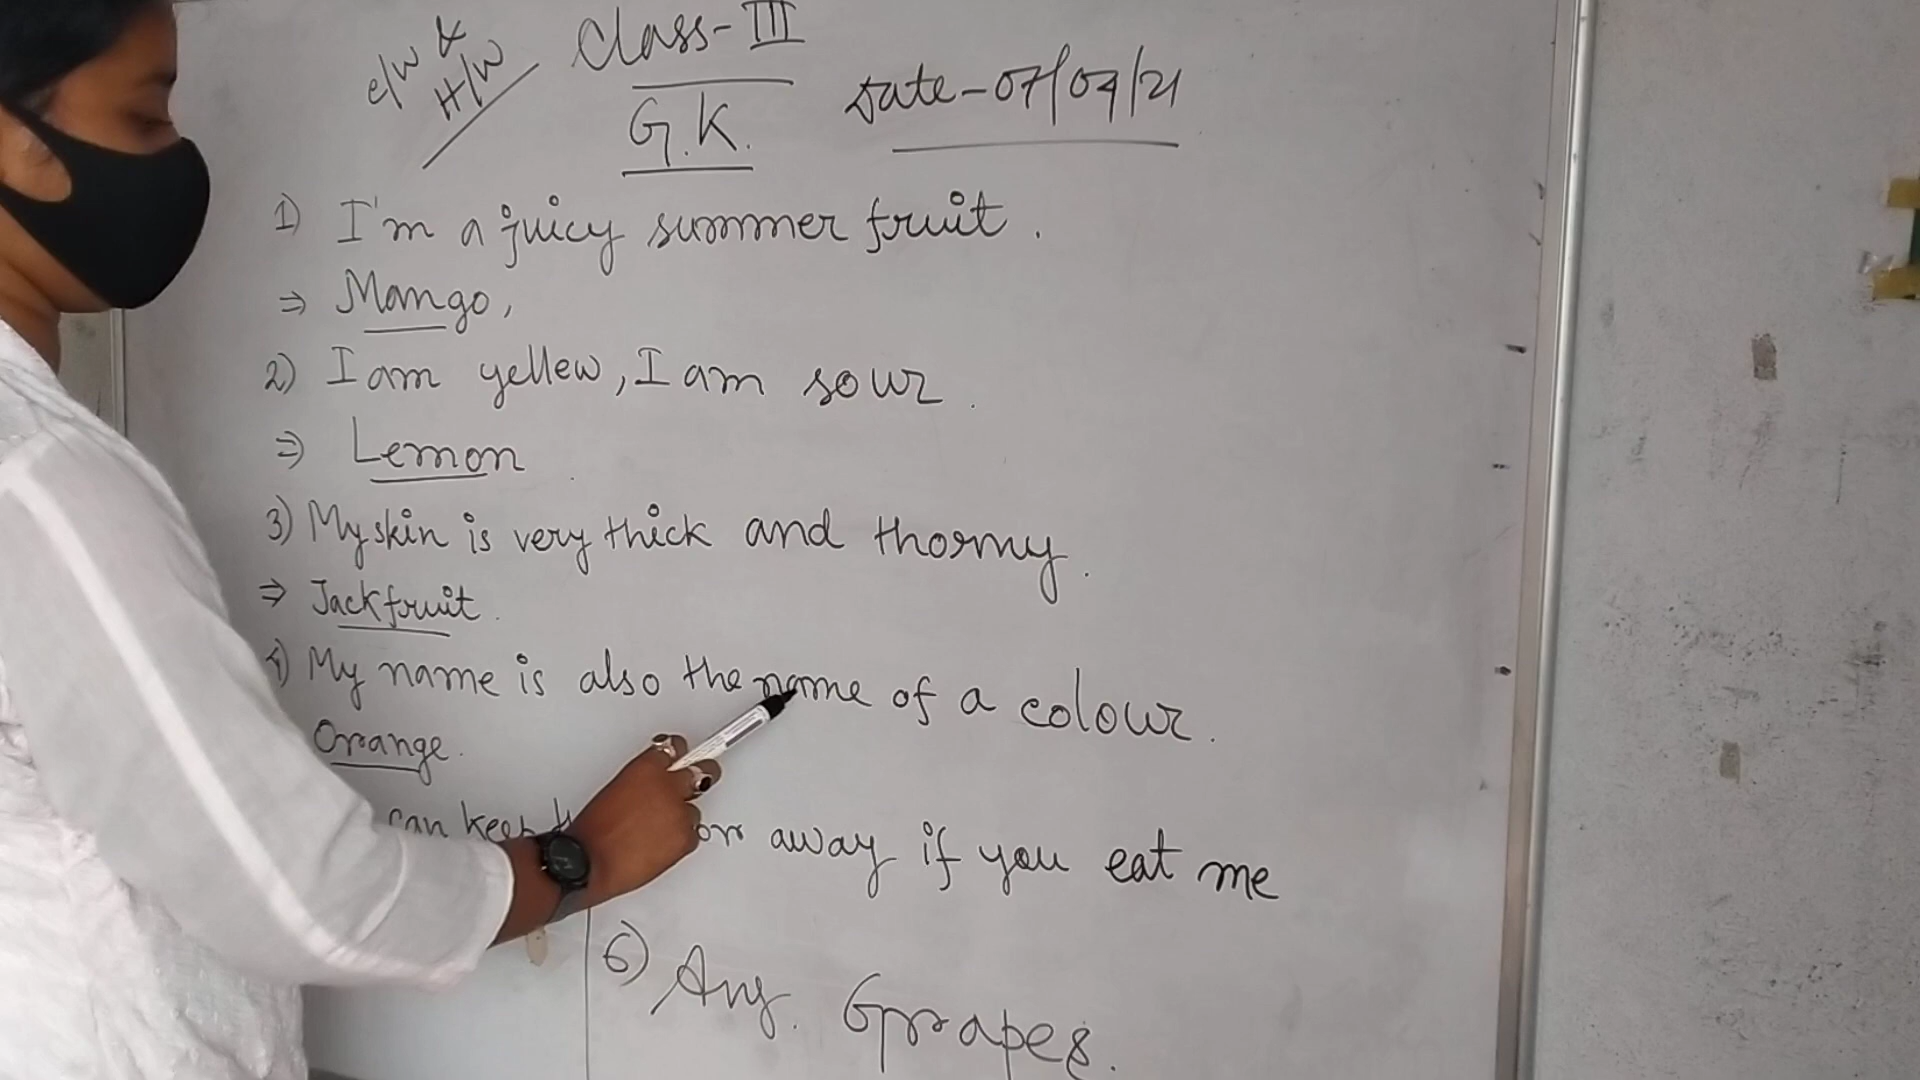 C/W & H/W
Class-III
G.K.
Date-07/09/21
1) I'm a juicy summer fruit.
⇒ Mango,
2) I am yellew, I am sour.
⇒ Lemon
3) My skin is very thick and thorny.
⇒ Jackfruit.
4) My name is also the name of a colour.
Orange.
can keep away if you eat me
6) Ans. Grapes.